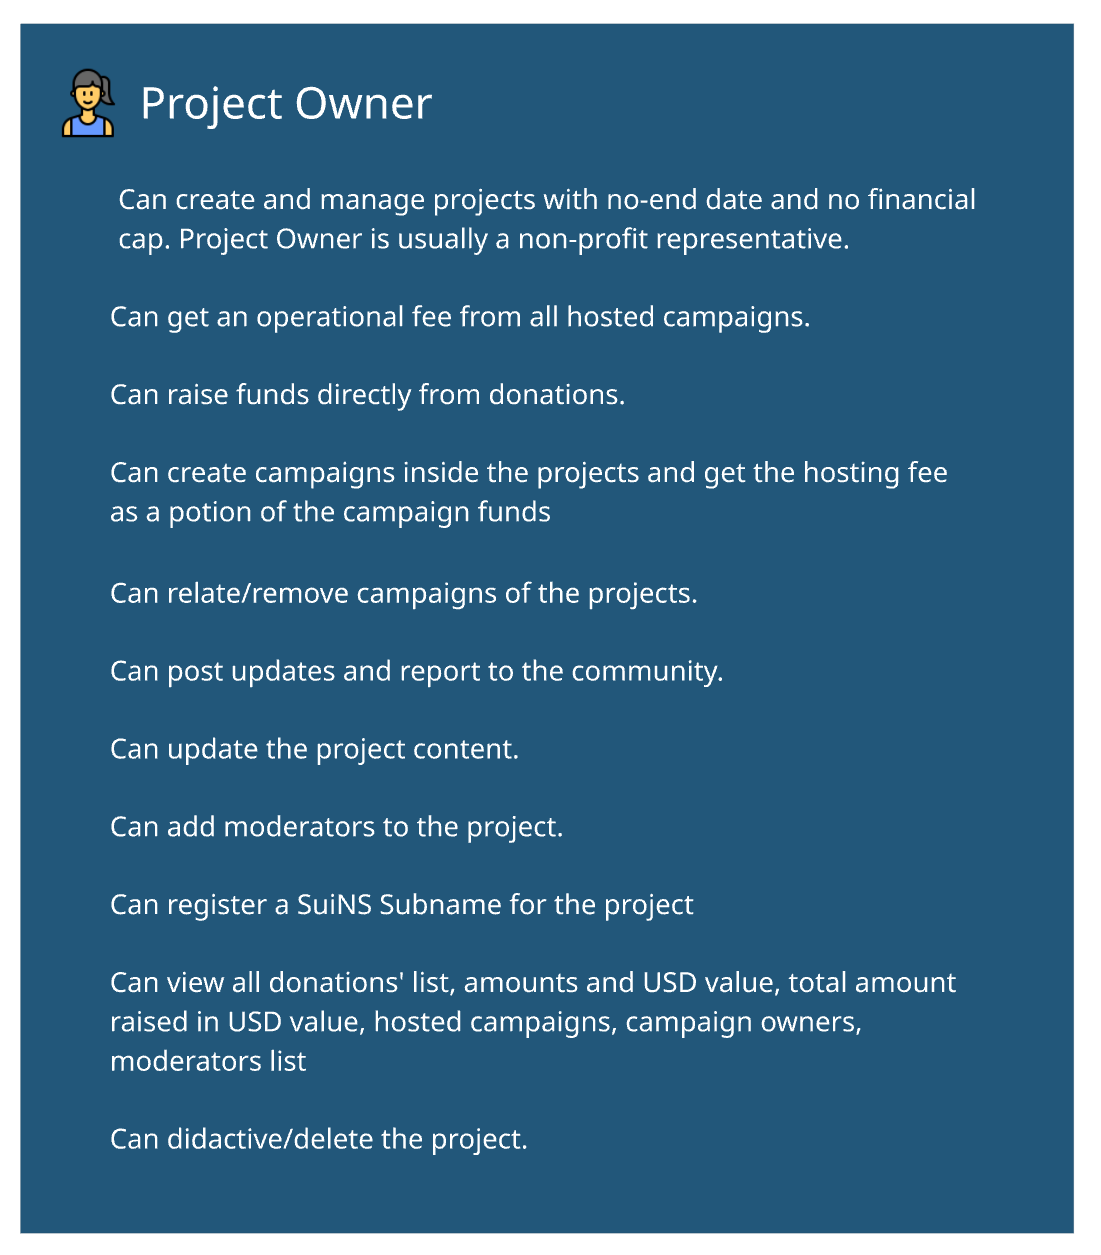 Project Owner
Can create and manage projects with no-end date and no financial
cap. Project Owner is usually a non-profit representative.
Can get an operational fee from all hosted campaigns.
Can raise funds directly from donations.
Can create campaigns inside the projects and get the hosting fee
as a potion of the campaign funds
Can relate/remove campaigns of the projects.
Can post updates and report to the community.
Can update the project content.
Can add moderators to the project.
Can register a SuiNS Subname for the project
Can view all donations' list, amounts and USD value, total amount
raised in USD value, hosted campaigns, campaign owners,
moderators list
Can didactive/delete the project.